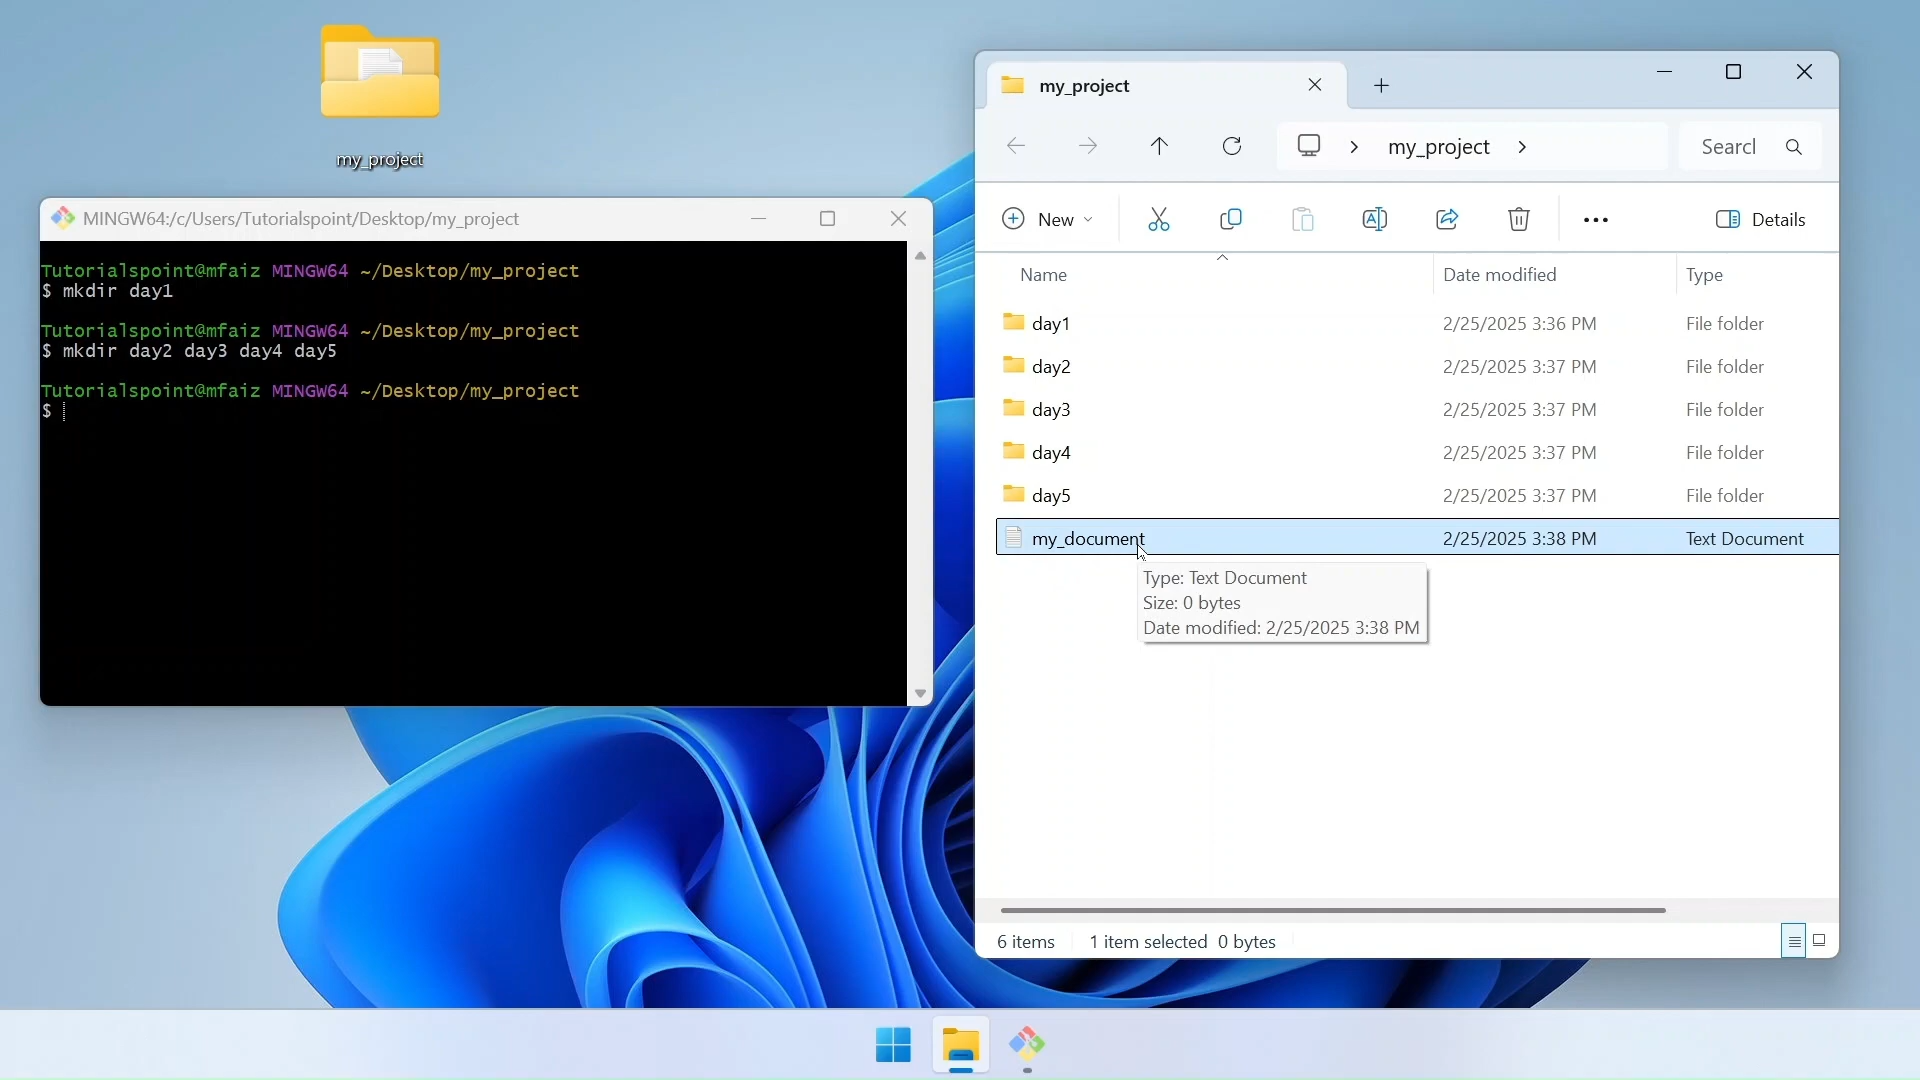 my_project
MINGW64:/c/Users/Tutorialspoint/Desktop/my_project
Tutorialspoint@mfaiz MINGW64 ~/Desktop/my_project
$ mkdir day1
Tutorialspoint@mfaiz MINGW64 ~/Desktop/my_project
$ mkdir day2 day3 day4 day5
Tutorialspoint@mfaiz MINGW64 ~/Desktop/my_project
$
my_project
my_project
Searcl
New
Details
Name Date modified Type
day1 2/25/2025 3:36 PM File folder
day2 2/25/2025 3:37 PM File folder
day3 2/25/2025 3:37 PM File folder
day4 2/25/2025 3:37 PM File folder
day5 2/25/2025 3:37 PM File folder
my_document 2/25/2025 3:38 PM Text Document
Type: Text Document
Size: 0 bytes
Date modified: 2/25/2025 3:38 PM
6 items 1 item selected 0 bytes